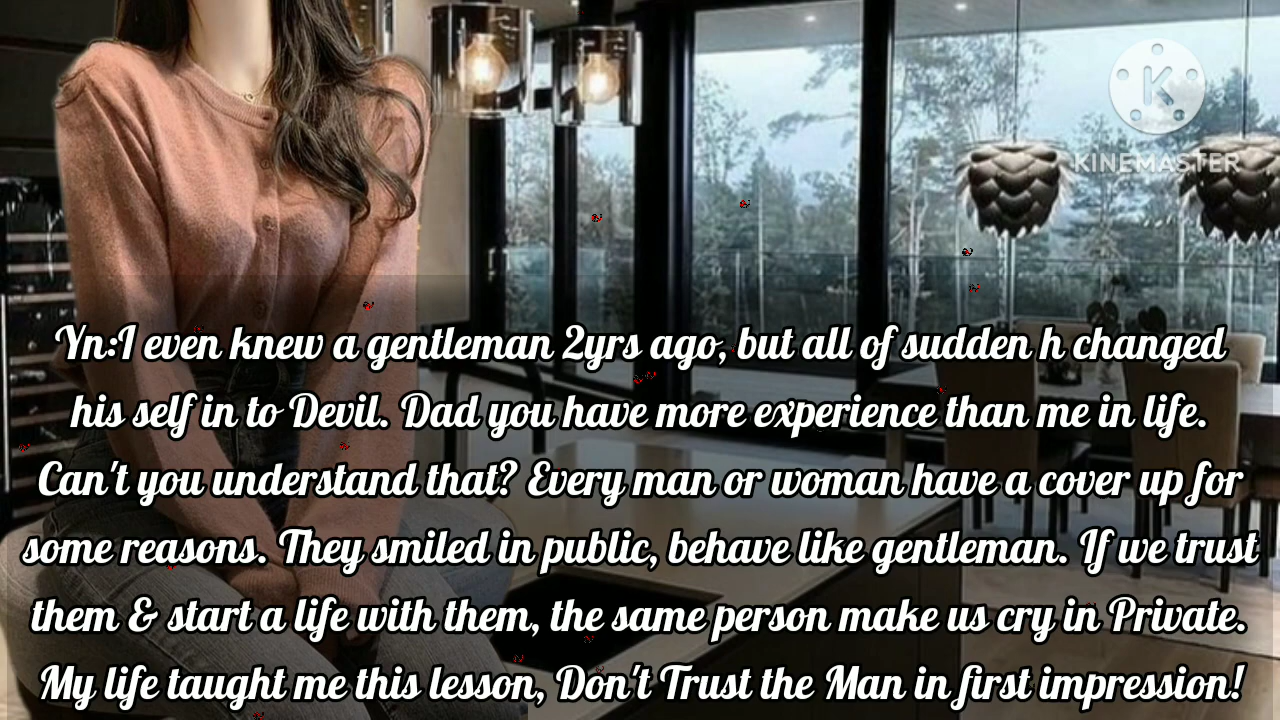 KINEMASTER
Yn:I even knew a gentleman 2yrs ago, but all of sudden h changed
his self in to Devil. Dad you have more experience than me in life.
Can't you understand that? Every man or woman have a cover up for
some reasons. They smiled in public, behave like gentleman. If we trust
them & start a life with them, the same person make us cry in Private.
My life taught me this lesson, Don't Trust the Man in first impression!